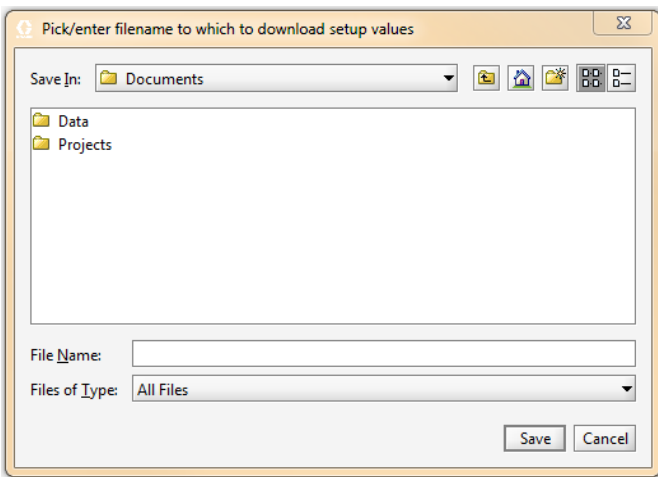 Pick/enter filename to which to download setup values
Save In: Documents
Data
Projects
File Name:
Files of Type: All Files
Save Cancel